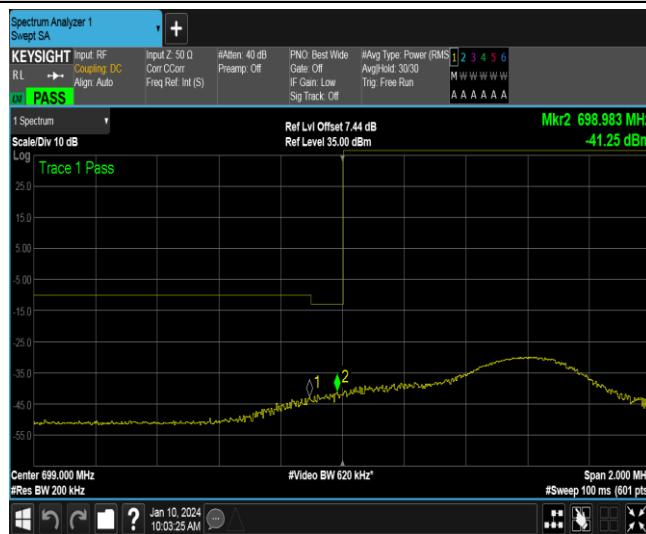 Spectrum Analyzer 1
Swept SA
+
KEYSIGHT Input: RF Input Z: 50 Ω #Atten: 40 dB PNO: Best Wide #Avg Type: Power (RMS 1 2 3 4 5 6
RL Coupling: DC Corr CCorr Preamp: Off Gate: Off Avg|Hold: 30/30 M W W W W W
Align: Auto Freq Ref: Int (S) IF Gain: Low Trig: Free Run
Sig Track: Off A A A A A A
LXI PASS
1 Spectrum Ref Lvl Offset 7.44 dB Mkr2 698.983 MHz
Scale/Div 10 dB Ref Level 35.00 dBm -41.25 dBm
Log
Trace 1 Pass
25.0
15.0
5.00
-5.00
-15.0
-25.0
-35.0
1 2
-45.0
-55.0
Center 699.000 MHz #Video BW 620 kHz* Span 2.000 MH
#Res BW 200 kHz #Sweep 100 ms (601 pts
? Jan 10, 2024
10:03:25 AM